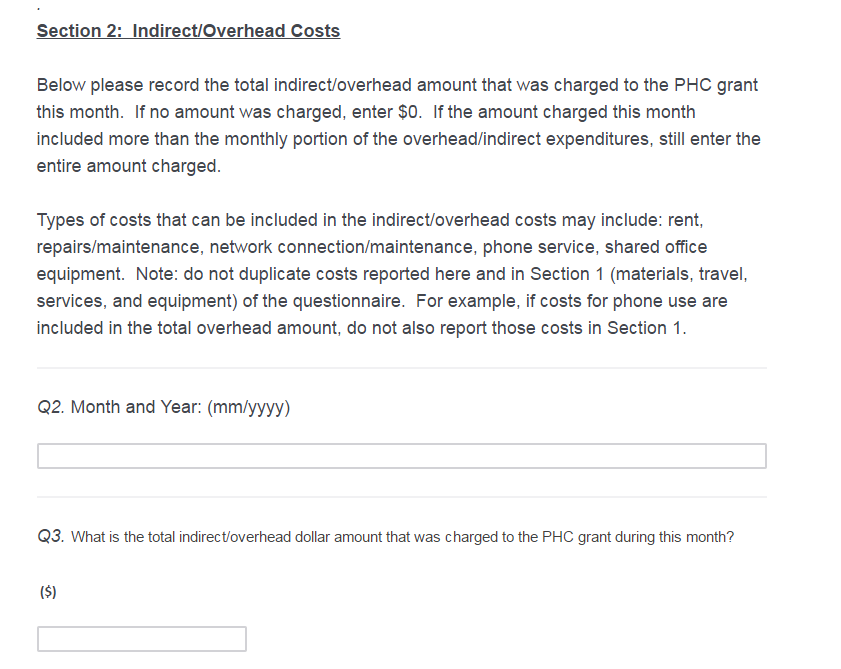 .
Section 2:  Indirect/Overhead Costs
Below please record the total indirect/overhead amount that was charged to the PHC grant
this month.  If no amount was charged, enter $0.  If the amount charged this month
included more than the monthly portion of the overhead/indirect expenditures, still enter the
entire amount charged.
Types of costs that can be included in the indirect/overhead costs may include: rent,
repairs/maintenance, network connection/maintenance, phone service, shared office
equipment.  Note: do not duplicate costs reported here and in Section 1 (materials, travel,
services, and equipment) of the questionnaire.  For example, if costs for phone use are
included in the total overhead amount, do not also report those costs in Section 1.
Q2. Month and Year: (mm/yyyy)
Q3. What is the total indirect/overhead dollar amount that was charged to the PHC grant during this month?
($)